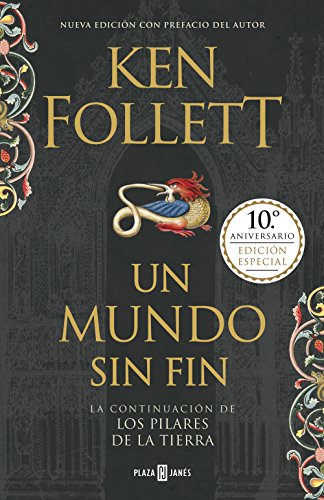 NUEVA EDICIÓN CON PREFACIO DEL AUTOR
KEN
FOLLETT
10.º
ANIVERSARIO
EDICIÓN
ESPECIAL
UN
MUNDO
SIN FIN
LA CONTINUACIÓN DE
LOS PILARES
DE LA TIERRA
PLAZA JANÉS